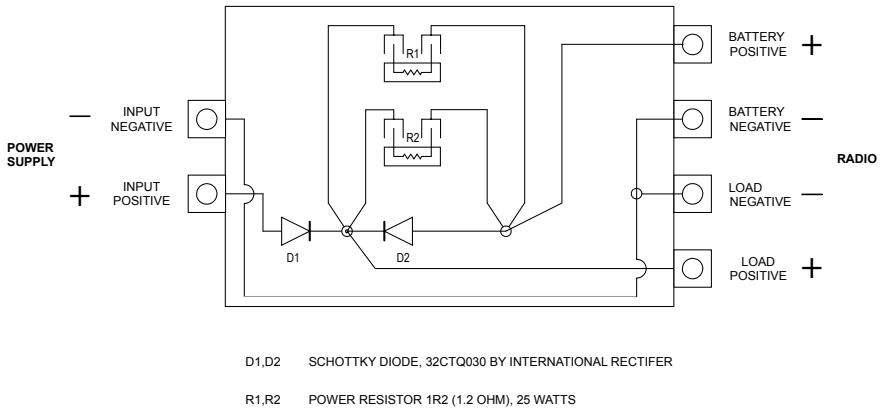 R1
BATTERY
POSITIVE
+
POWER
SUPPLY
−
INPUT
NEGATIVE
R2
BATTERY
NEGATIVE
−
RADIO
+
INPUT
POSITIVE
LOAD
NEGATIVE
−
D1
D2
LOAD
POSITIVE
+
D1,D2 SCHOTTKY DIODE, 32CTQ030 BY INTERNATIONAL RECTIFER
R1,R2 POWER RESISTOR 1R2 (1.2 OHM), 25 WATTS